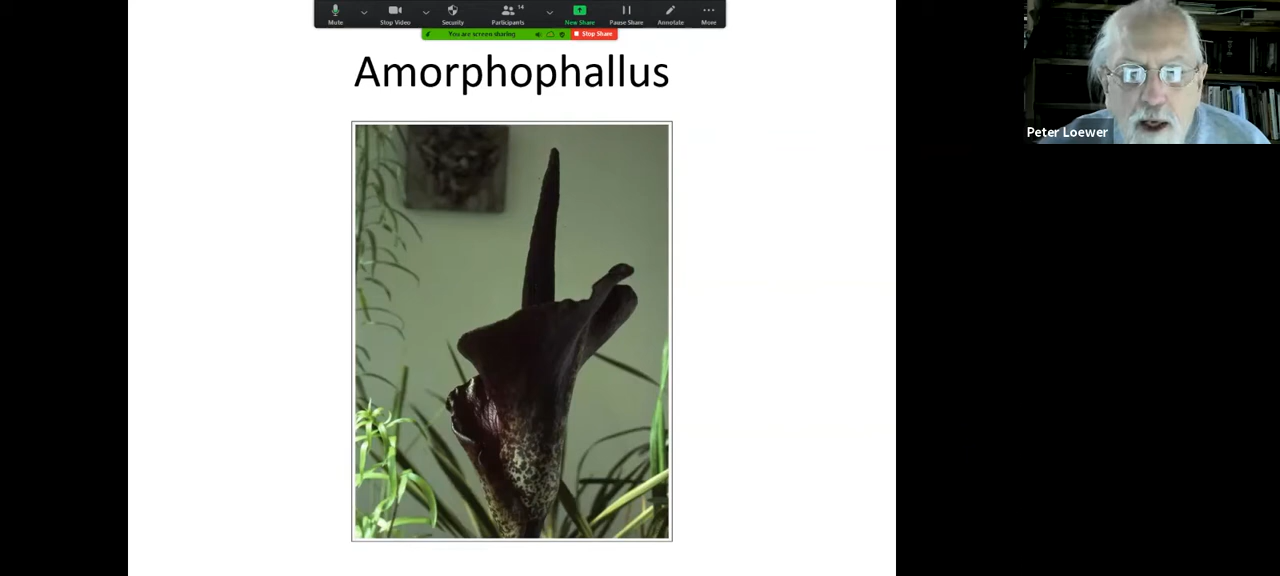 Mute
Stop Video
Security
14
Participants
New Share
Pause Share
Annotate
More
You are screen sharing
Stop Share
Amorphophallus
Peter Loewer